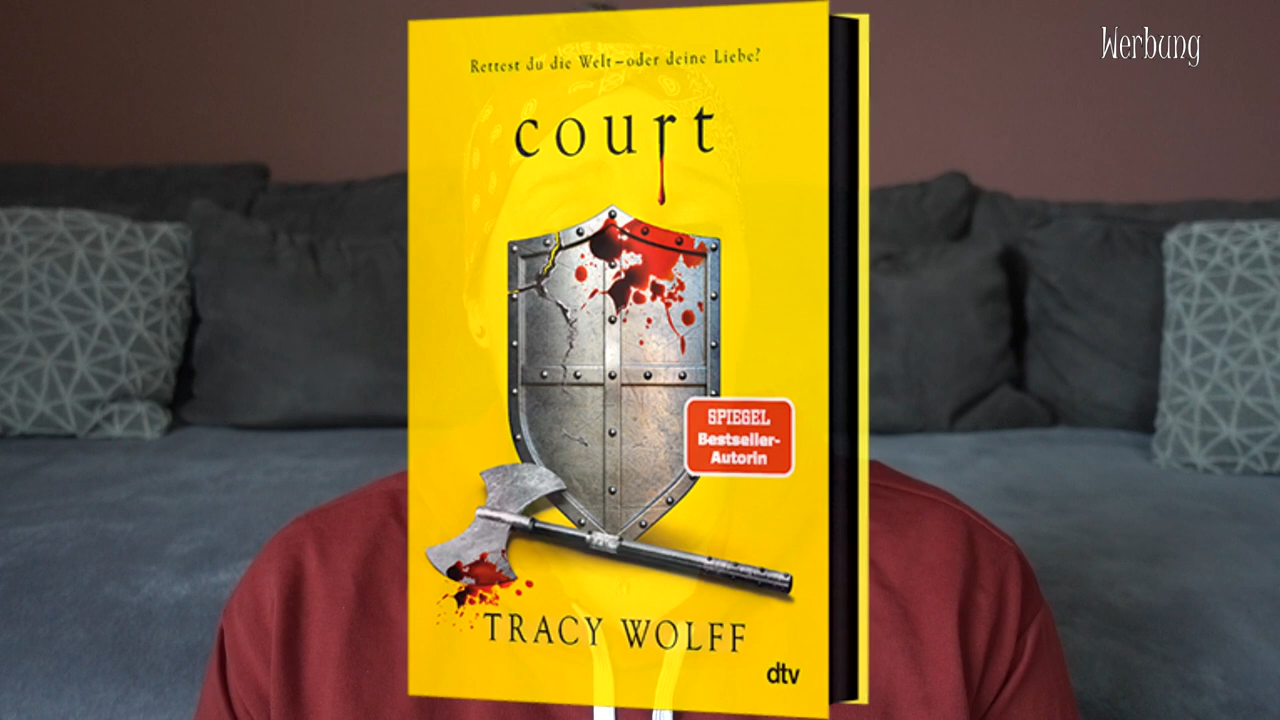 Werbung
Rettest du die Welt – oder deine Liebe?
court
SPIEGEL
Bestseller-
Autorin
TRACY WOLFF
dtv